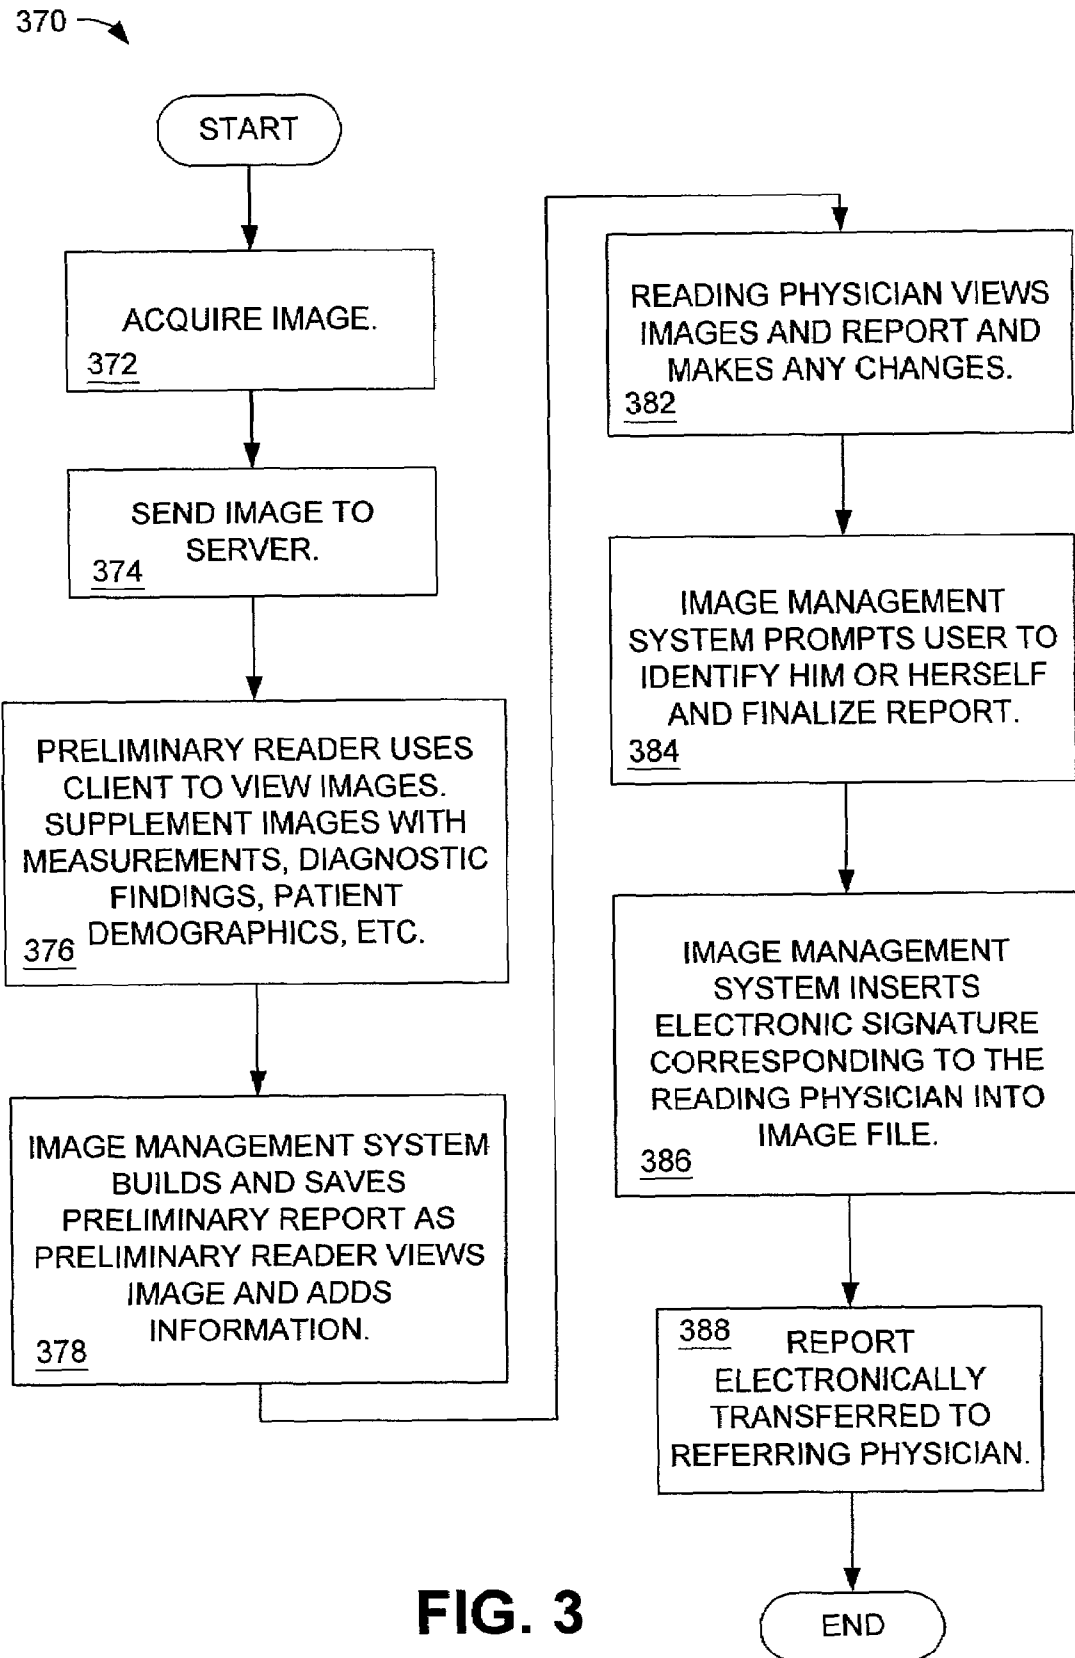 370
START
ACQUIRE IMAGE.
372
SEND IMAGE TO
SERVER.
374
PRELIMINARY READER USES
CLIENT TO VIEW IMAGES.
SUPPLEMENT IMAGES WITH
MEASUREMENTS, DIAGNOSTIC
FINDINGS, PATIENT
DEMOGRAPHICS, ETC.
376
IMAGE MANAGEMENT SYSTEM
BUILDS AND SAVES
PRELIMINARY REPORT AS
PRELIMINARY READER VIEWS
IMAGE AND ADDS
INFORMATION.
378
READING PHYSICIAN VIEWS
IMAGES AND REPORT AND
MAKES ANY CHANGES.
382
IMAGE MANAGEMENT
SYSTEM PROMPTS USER TO
IDENTIFY HIM OR HERSELF
AND FINALIZE REPORT.
384
IMAGE MANAGEMENT
SYSTEM INSERTS
ELECTRONIC SIGNATURE
CORRESPONDING TO THE
READING PHYSICIAN INTO
IMAGE FILE.
386
388
REPORT
ELECTRONICALLY
TRANSFERRED TO
REFERRING PHYSICIAN.
END
FIG. 3